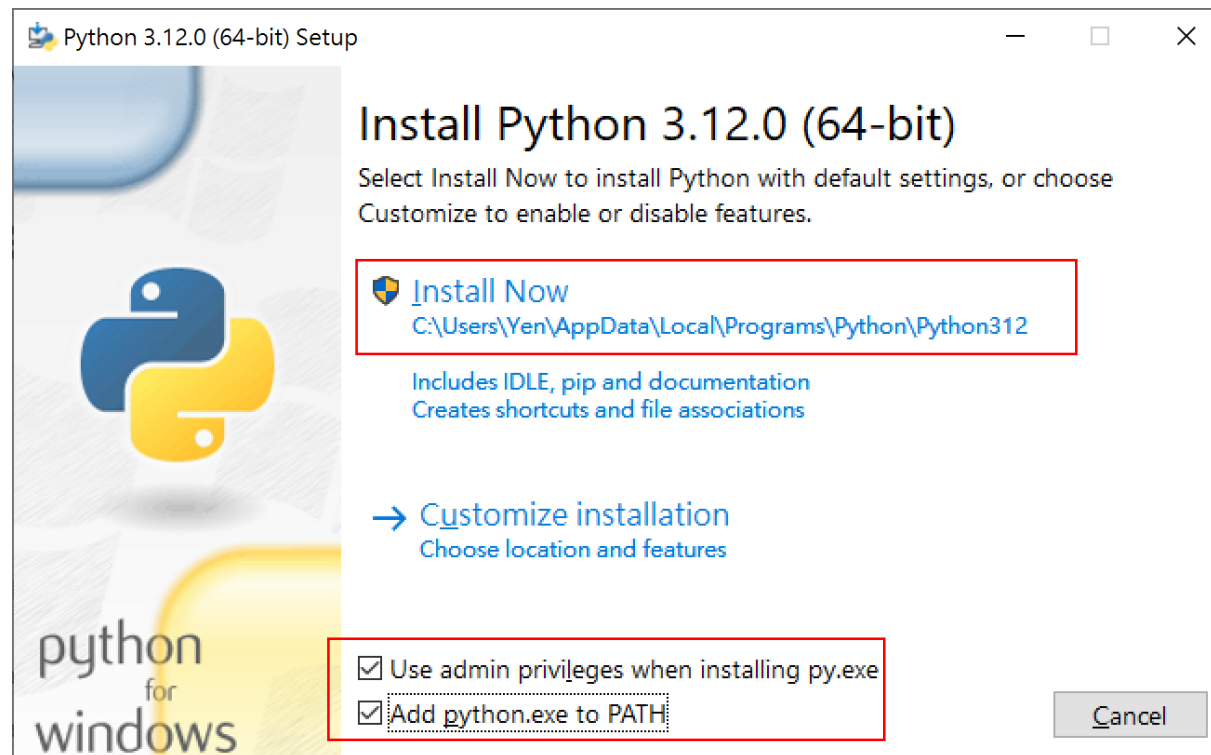 Python 3.12.0 (64-bit) Setup
Install Python 3.12.0 (64-bit)
Select Install Now to install Python with default settings, or choose
Customize to enable or disable features.
Install Now
C:\Users\Yen\AppData\Local\Programs\Python\Python312
Includes IDLE, pip and documentation
Creates shortcuts and file associations
Customize installation
Choose location and features
python
for
windows
Use admin privileges when installing py.exe
Add python.exe to PATH
Cancel